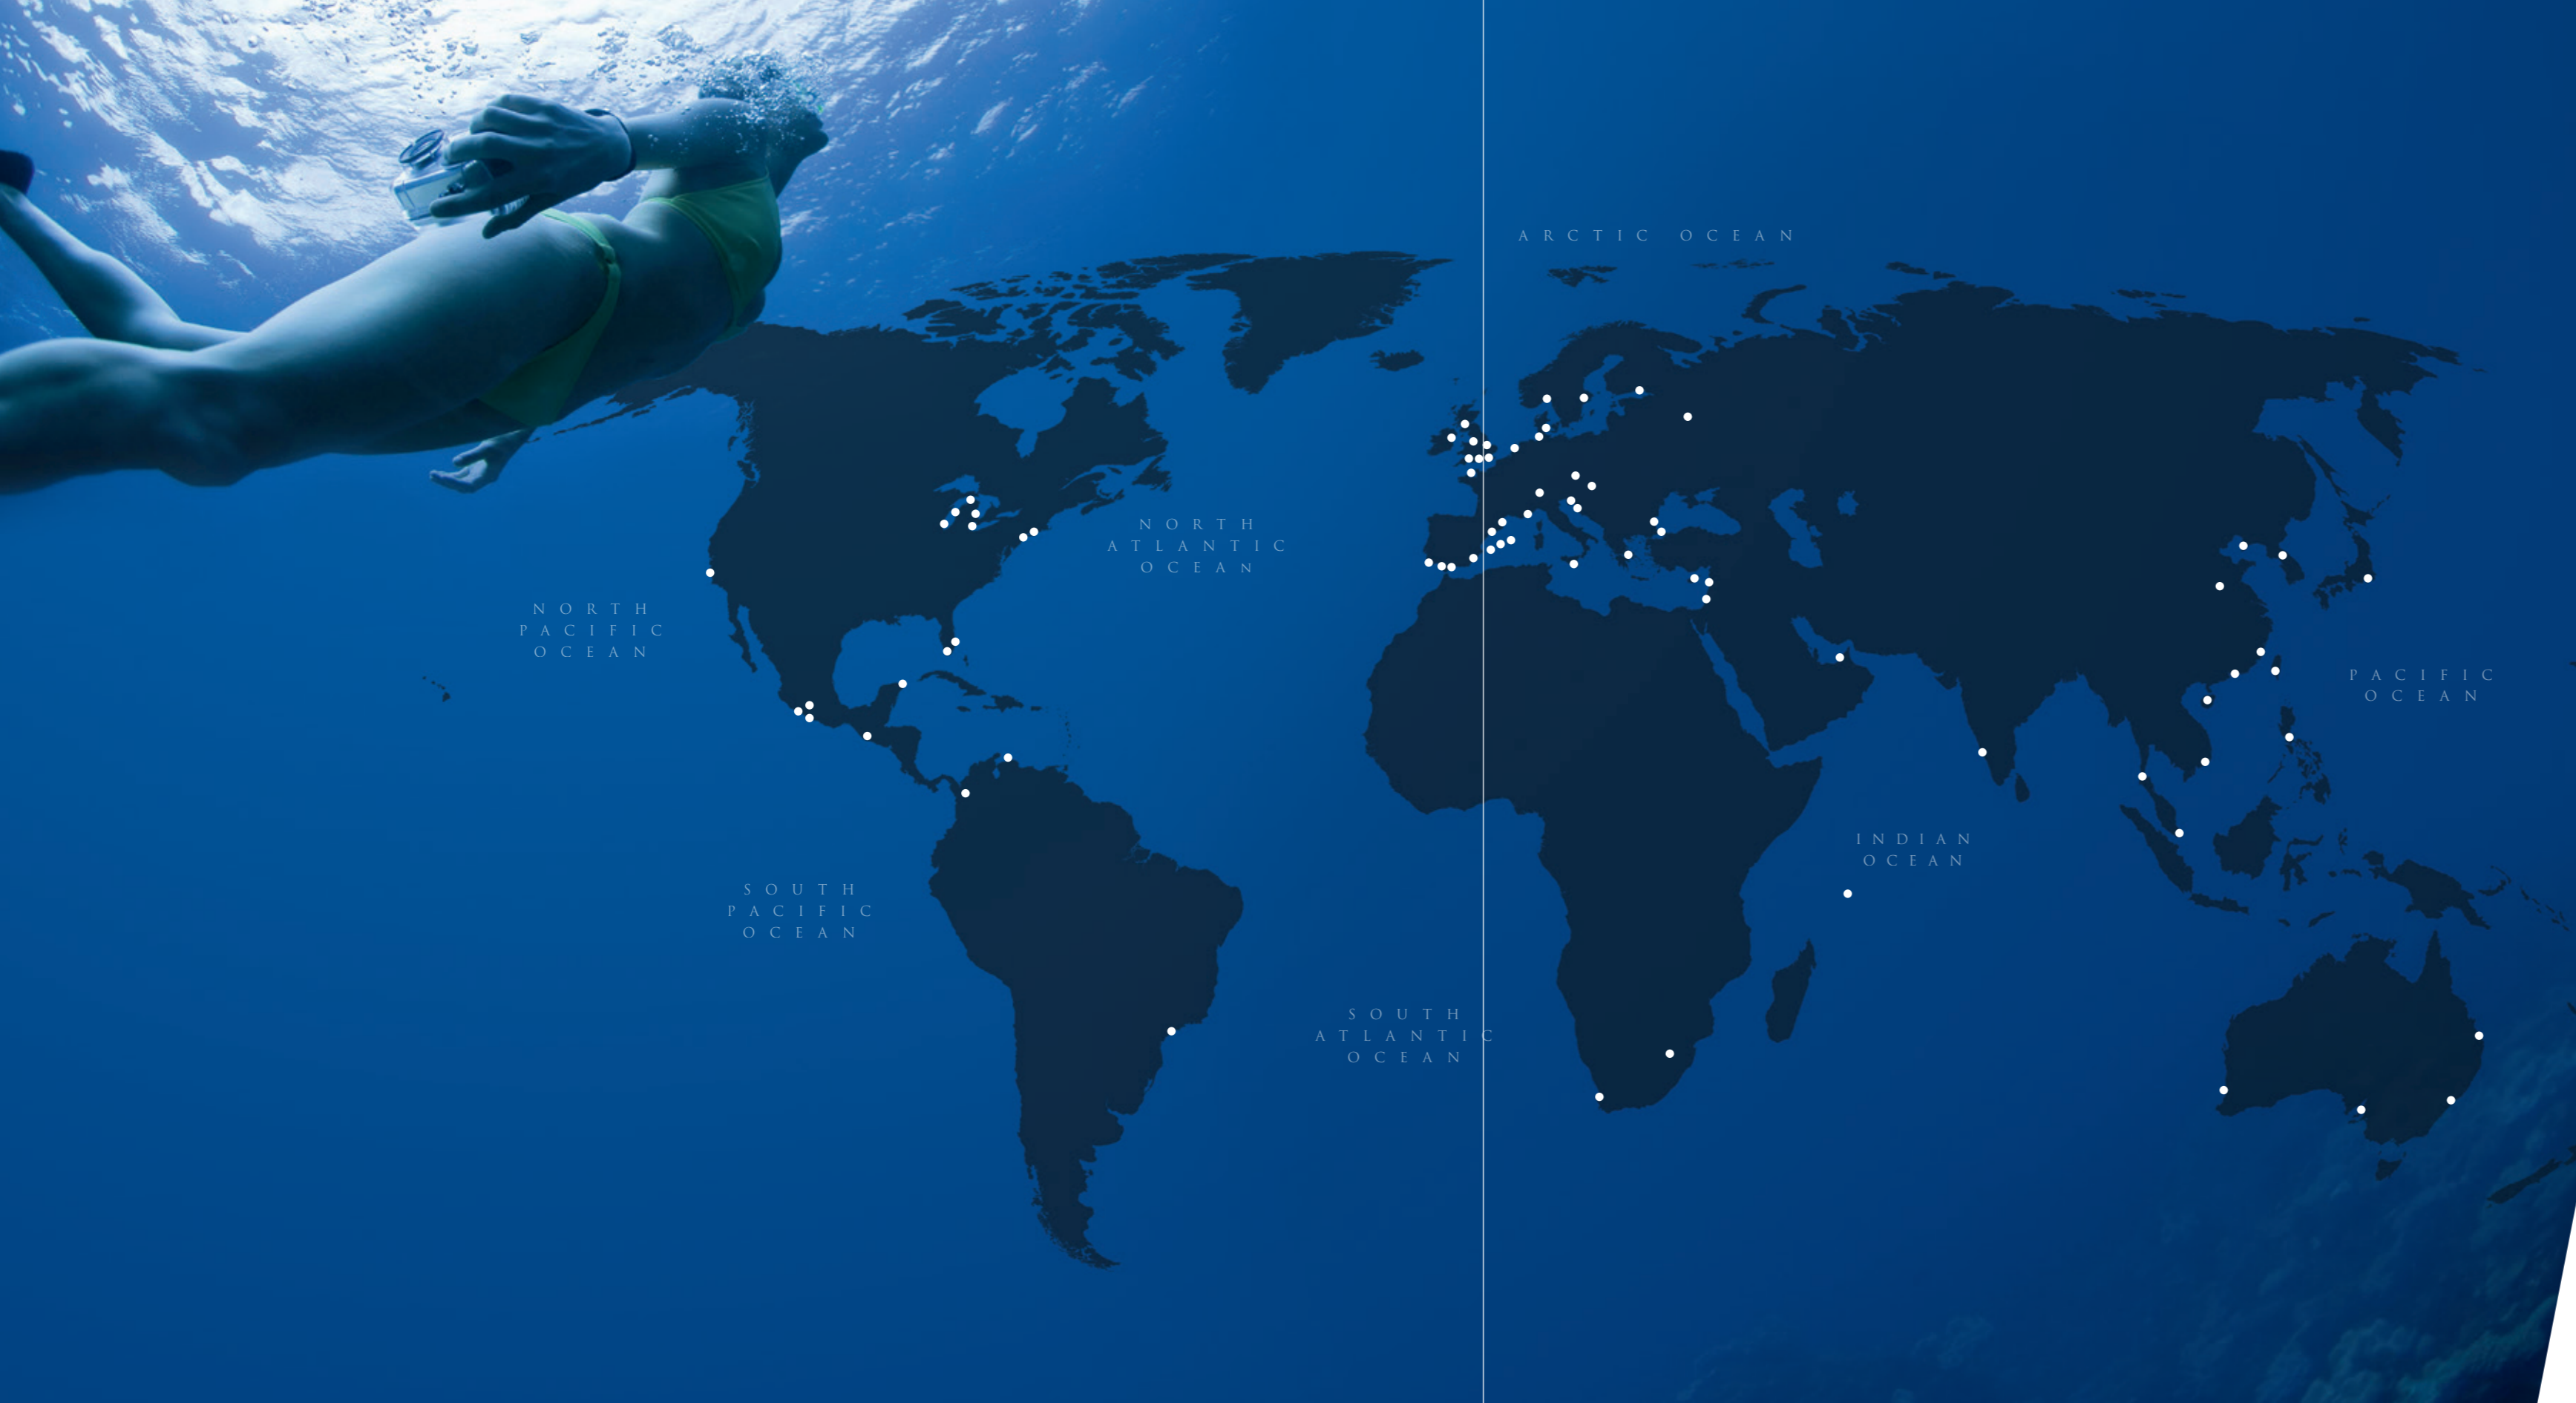 ARCTIC OCEAN
NORTH
ATLANTIC
OCEAN
NORTH
PACIFIC
OCEAN
PACIFIC
OCEAN
INDIAN
OCEAN
SOUTH
PACIFIC
OCEAN
SOUTH
ATLANTIC
OCEAN